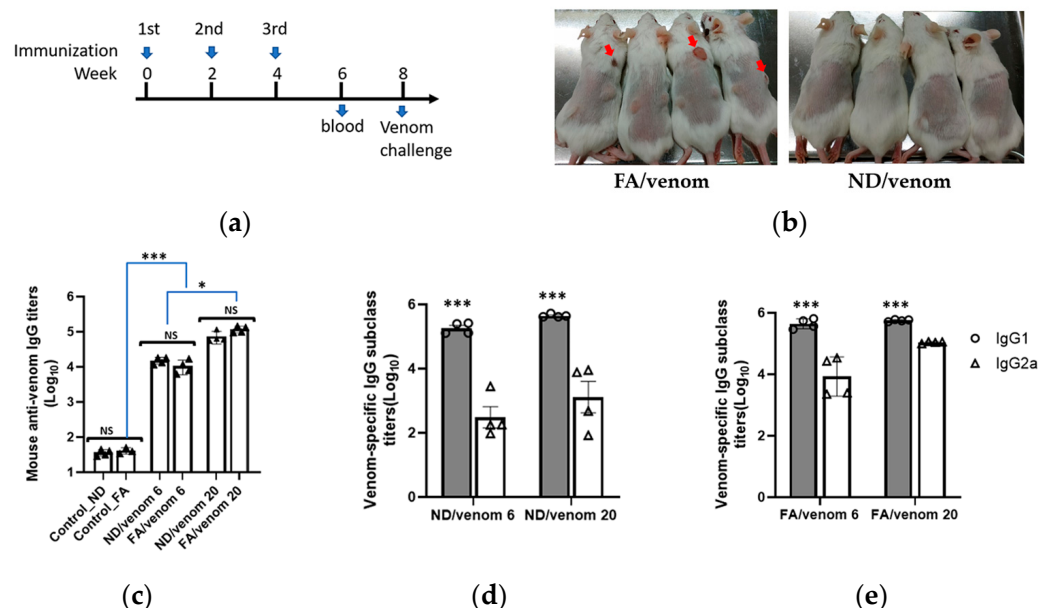 1st 2nd 3rd
Immunization
Week 0 2 4 6 8
blood Venom
challenge
(a)
FA/venom ND/venom
(b)
Mouse anti-venom IgG titers
(Log10)
6
5
4
3
2
1
***
*
NS
NS
NS
Control_ND
Control_FA
ND/venom 6
FA/venom 6
ND/venom 20
FA/venom 20
(c)
Venom-specific IgG subclass
titers(Log10)
6
4
2
0
***
***
ND/venom 6 ND/venom 20
(d)
Venom-specific IgG subclass
titers(Log10)
6
4
2
0
***
***
FA/venom 6 FA/venom 20
IgG1
IgG2a
(e)